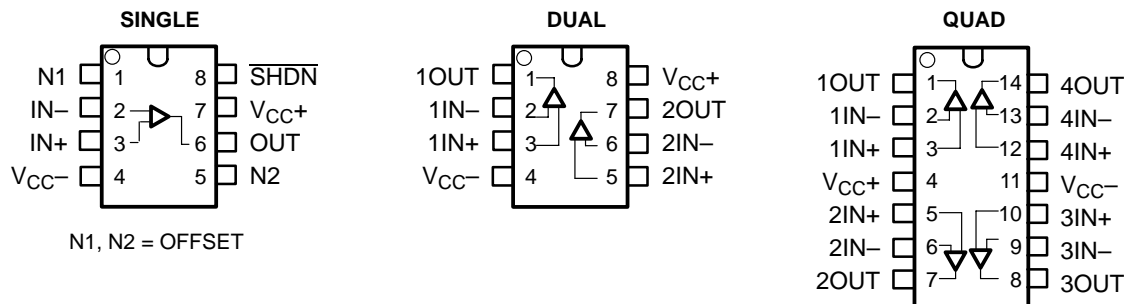 SINGLE
N1 1 8 SHDN
IN– 2 7 VCC+
IN+ 3 6 OUT
VCC– 4 5 N2
N1, N2 = OFFSET
DUAL
1OUT 1 8 VCC+
1IN– 2 7 2OUT
1IN+ 3 6 2IN–
VCC– 4 5 2IN+
QUAD
1OUT 1 14 4OUT
1IN– 2 13 4IN–
1IN+ 3 12 4IN+
VCC+ 4 11 VCC–
2IN+ 5 10 3IN+
2IN– 6 9 3IN–
2OUT 7 8 3OUT